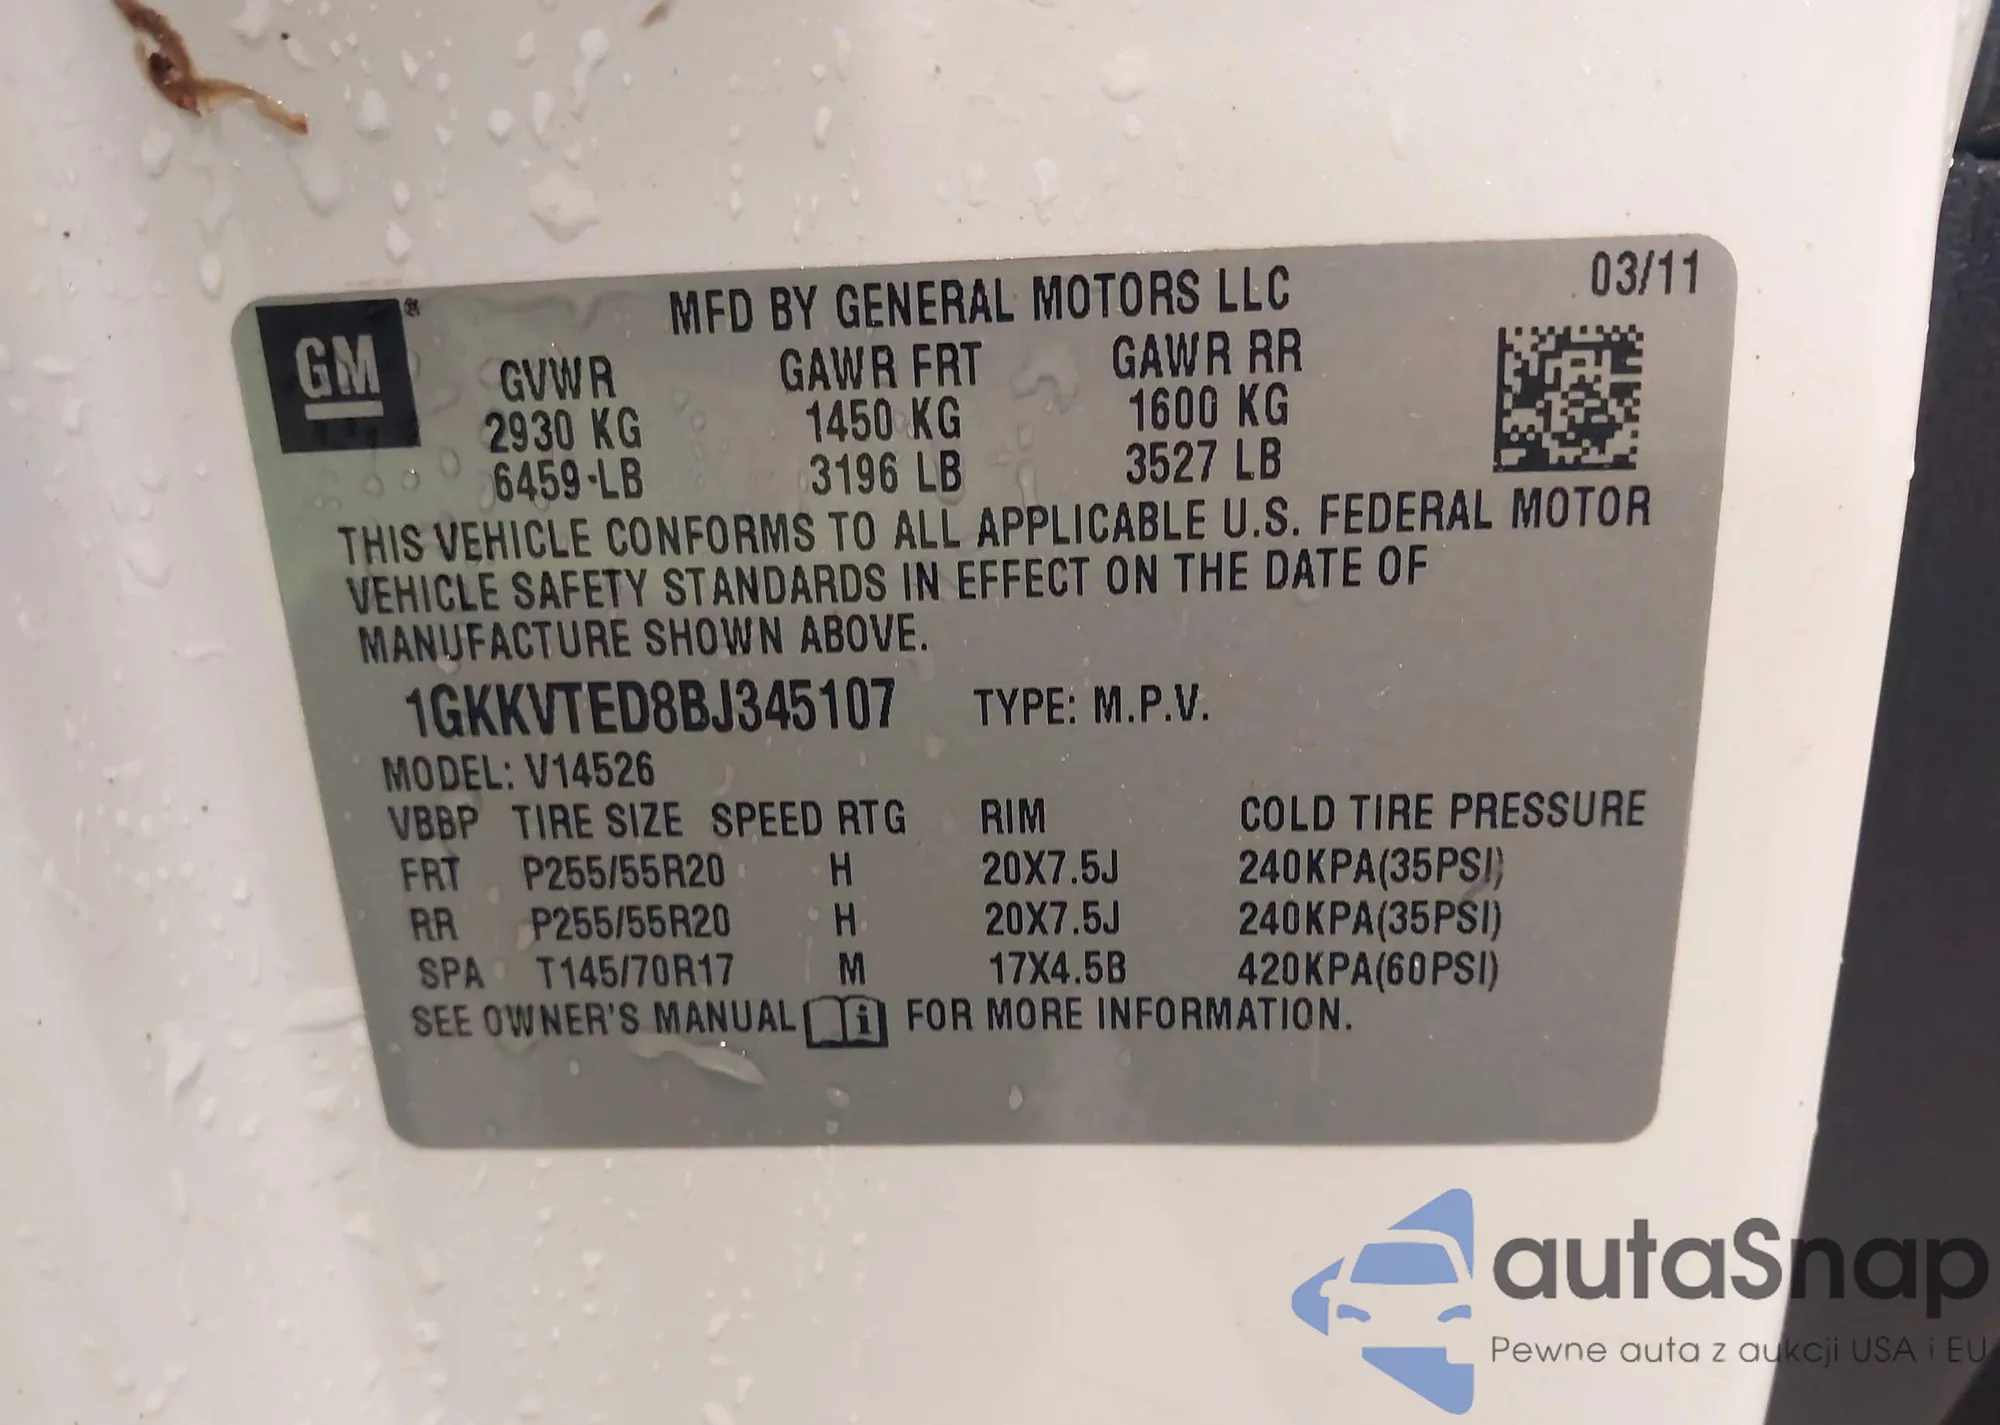 03/11
GM®
MFD BY GENERAL MOTORS LLC
GVWR GAWR FRT GAWR RR
2930 KG 1450 KG 1600 KG
6459 LB 3196 LB 3527 LB
THIS VEHICLE CONFORMS TO ALL APPLICABLE U.S. FEDERAL MOTOR
VEHICLE SAFETY STANDARDS IN EFFECT ON THE DATE OF
MANUFACTURE SHOWN ABOVE.
1GKKVTED8BJ345107 TYPE: M.P.V.
MODEL: V14526
VBBP TIRE SIZE SPEED RTG RIM COLD TIRE PRESSURE
FRT P255/55R20 H 20X7.5J 240KPA(35PSI)
RR P255/55R20 H 20X7.5J 240KPA(35PSI)
SPA T145/70R17 M 17X4.5B 420KPA(60PSI)
SEE OWNER'S MANUAL i FOR MORE INFORMATION.
autaSnap
Pewne auta z aukcji USA i EU